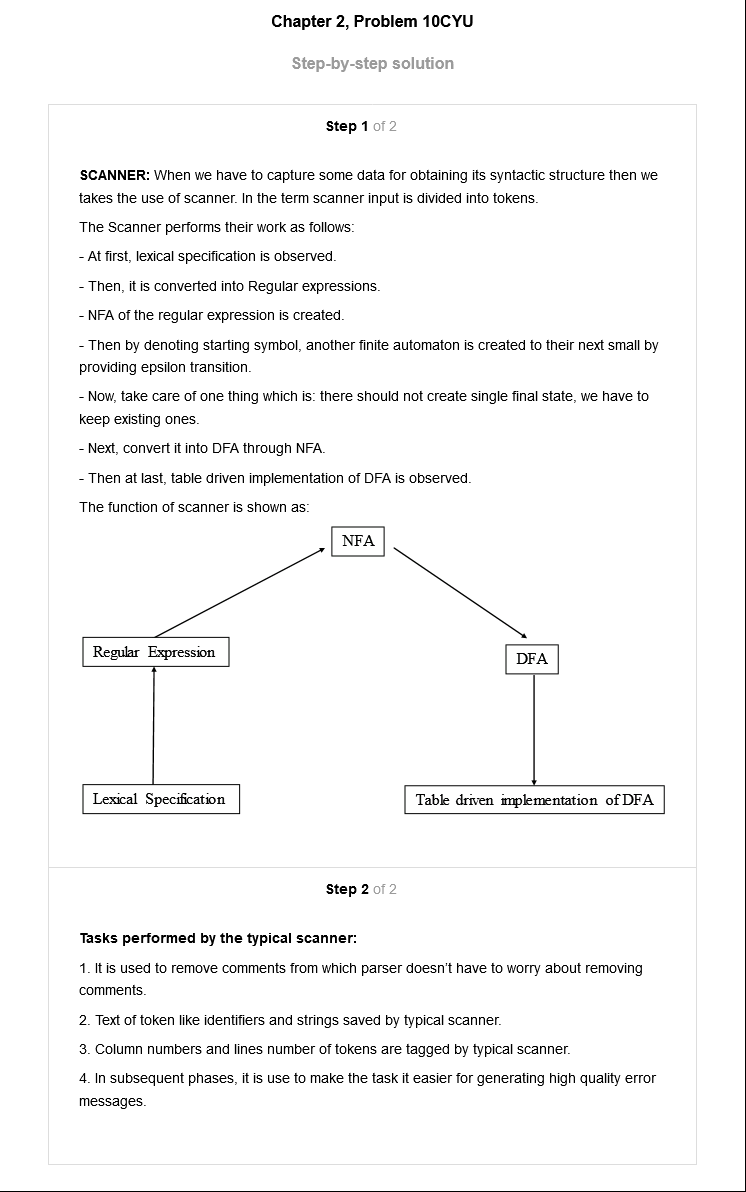 Chapter 2, Problem 10CYU
Step-by-step solution
Step 1 of 2
SCANNER: When we have to capture some data for obtaining its syntactic structure then we
takes the use of scanner. In the term scanner input is divided into tokens.
The Scanner performs their work as follows:
- At first, lexical specification is observed.
- Then, it is converted into Regular expressions.
- NFA of the regular expression is created.
- Then by denoting starting symbol, another finite automaton is created to their next small by
providing epsilon transition.
- Now, take care of one thing which is: there should not create single final state, we have to
keep existing ones.
- Next, convert it into DFA through NFA.
- Then at last, table driven implementation of DFA is observed.
The function of scanner is shown as:
NFA
Regular Expression
DFA
Lexical Specification
Table driven implementation of DFA
Step 2 of 2
Tasks performed by the typical scanner:
1. It is used to remove comments from which parser doesn't have to worry about removing
comments.
2. Text of token like identifiers and strings saved by typical scanner.
3. Column numbers and lines number of tokens are tagged by typical scanner.
4. In subsequent phases, it is use to make the task it easier for generating high quality error
messages.